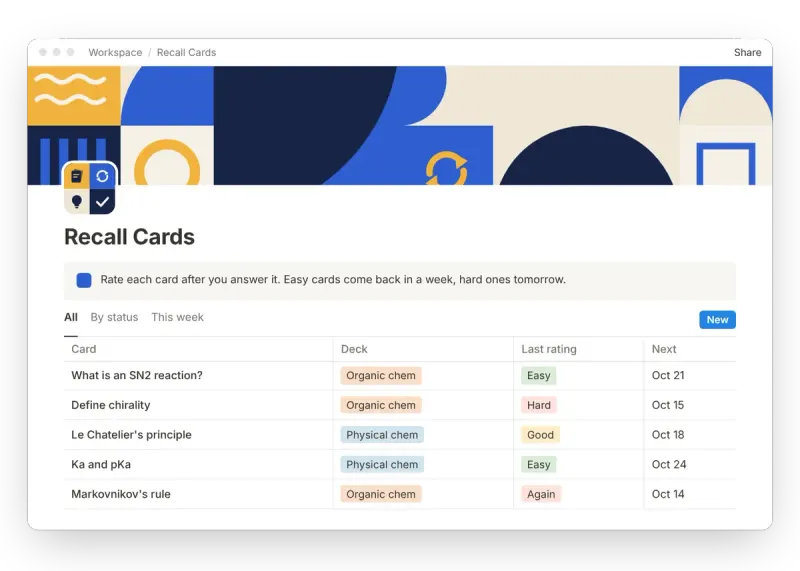 Workspace / Recall Cards Share
Recall Cards
Rate each card after you answer it. Easy cards come back in a week, hard ones tomorrow.
All By status This week New
Card Deck Last rating Next
What is an SN2 reaction? Organic chem Easy Oct 21
Define chirality Organic chem Hard Oct 15
Le Chatelier's principle Physical chem Good Oct 18
Ka and pKa Physical chem Easy Oct 24
Markovnikov's rule Organic chem Again Oct 14